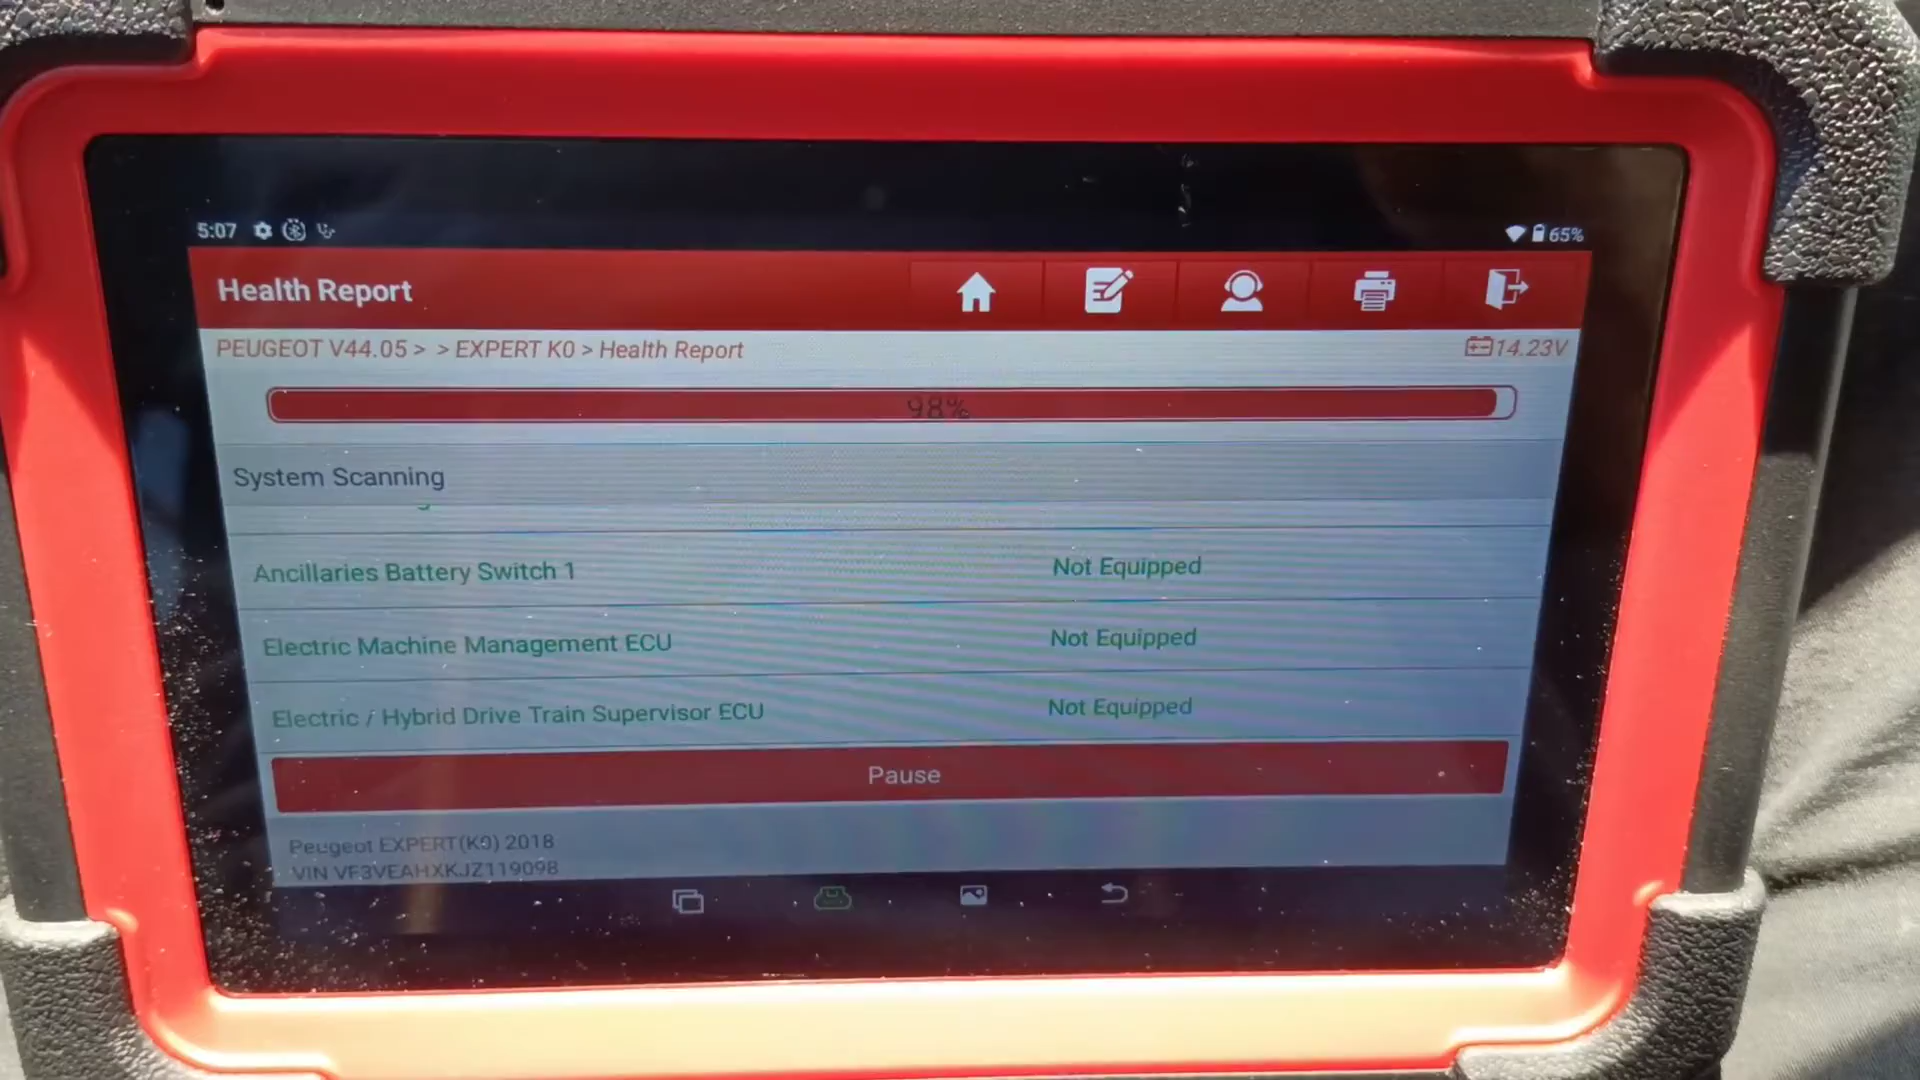 5:07
65%
Health Report
PEUGEOT V44.05 > > EXPERT K0 > Health Report
14.23V
98%
System Scanning
Ancillaries Battery Switch 1 Not Equipped
Electric Machine Management ECU Not Equipped
Electric / Hybrid Drive Train Supervisor ECU Not Equipped
Pause
Peugeot EXPERT(K0) 2018
VIN VF3VEAHXKJZ119098